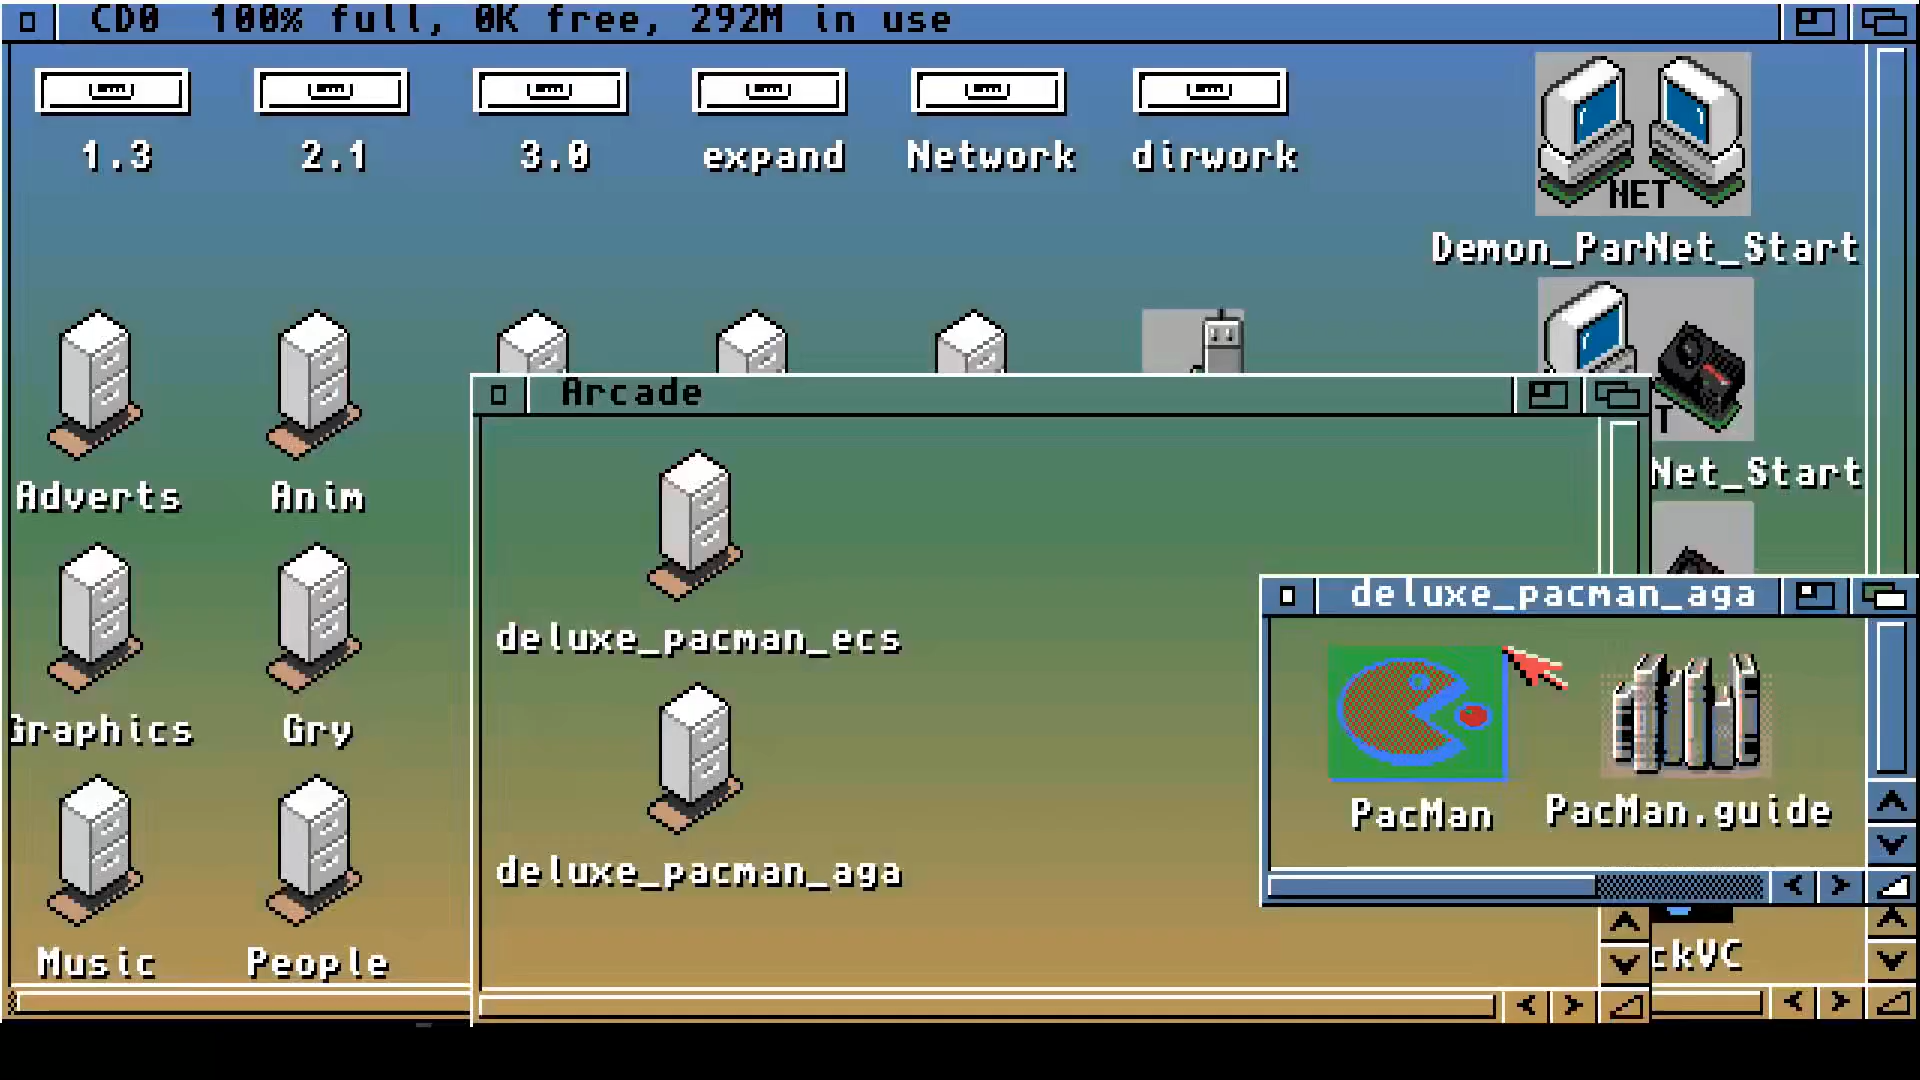 CD0 100% full, 0K free, 292M in use
1.3
2.1
3.0
expand
Network
dirwork
NET
Demon_ParNet_Start
Arcade
T
Net_Start
Adverts
Anim
deluxe_pacman_ecs
deluxe_pacman_aga
PacMan
PacMan.guide
Graphics
Gry
deluxe_pacman_aga
Music
People
ckVC